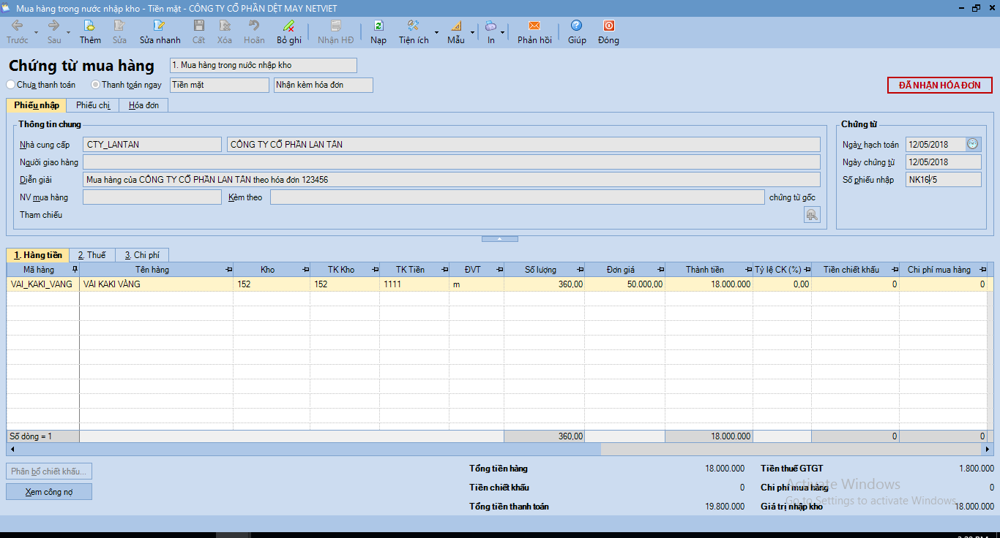 Mua hàng trong nước nhập kho - Tiền mặt - CÔNG TY CỔ PHẦN DỆT MAY NETVIET
Trước Sau Thêm Sửa Sửa nhanh Cất Xóa Hoãn Bỏ ghi Nhận HĐ Nạp Tiện ích Mẫu In Phản hồi Giúp Đóng
Chứng từ mua hàng 1. Mua hàng trong nước nhập kho
Chưa thanh toán Thanh toán ngay Tiền mặt Nhận kèm hóa đơn ĐÃ NHẬN HÓA ĐƠN
Phiếu nhập Phiếu chi Hóa đơn
Thông tin chung Chứng từ
Nhà cung cấp CTY_LANTAN CÔNG TY CỔ PHẦN LAN TÂN Ngày hạch toán 12/05/2018
Người giao hàng Ngày chứng từ 12/05/2018
Diễn giải Mua hàng của CÔNG TY CỔ PHẦN LAN TÂN theo hóa đơn 123456 Số phiếu nhập NK16/5
NV mua hàng Kèm theo chứng từ gốc
Tham chiếu
1. Hàng tiền 2. Thuế 3. Chi phí
Mã hàng Tên hàng Kho TK Kho TK Tiền ĐVT Số lượng Đơn giá Thành tiền Tỷ lệ CK (%) Tiền chiết khấu Chi phí mua hàng
VAI_KAKI_VANG VẢI KAKI VÀNG 152 152 1111 m 360,00 50.000,00 18.000.000 0,00 0 0
Số dòng = 1 360,00 18.000.000 0 0
Phân bổ chiết khấu... Tổng tiền hàng 18.000.000 Tiền thuế GTGT 1.800.000
Xem công nợ Tiền chiết khấu 0 Chi phí mua hàng 0
Tổng tiền thanh toán 19.800.000 Giá trị nhập kho 18.000.000
Activate Windows
Go to Settings to activate Windows.